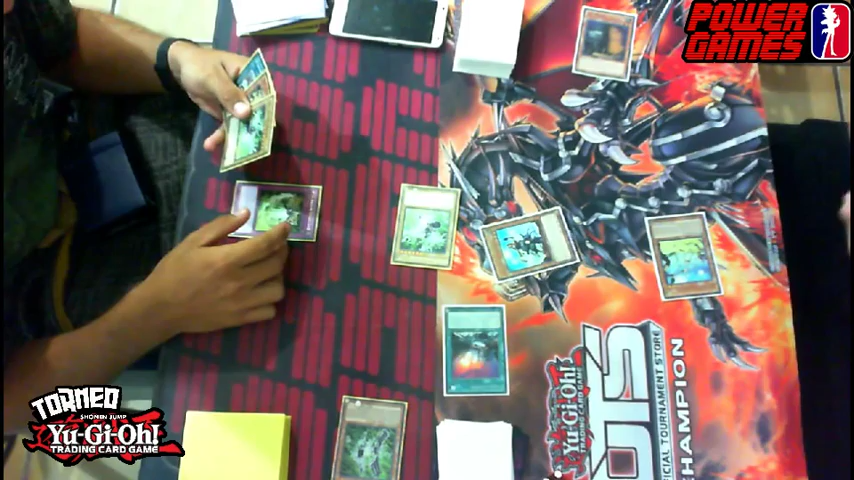 POWER
GAMES
TORNEO
SHONEN JUMP
Yu-Gi-Oh!
TRADING CARD GAME
Yu-Gi-Oh!
TRADING CARD GAME
OTS
OFFICIAL TOURNAMENT STORE
CHAMPION